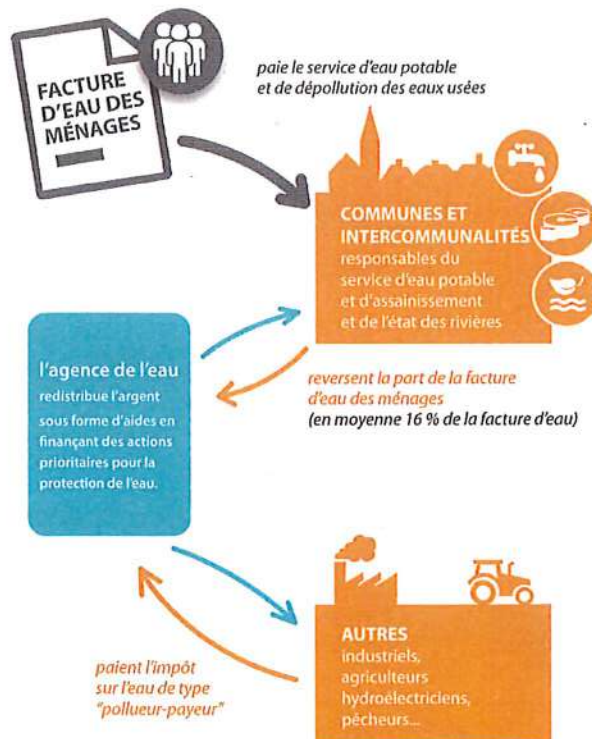 FACTURE
D'EAU DES
MÉNAGES
paie le service d'eau potable
et de dépollution des eaux usées
COMMUNES ET
INTERCOMMUNALITÉS
responsables du
service d'eau potable
et d'assainissement
et de l'état des rivières
l'agence de l'eau
redistribue l'argent
sous forme d'aides en
finançant des actions
prioritaires pour la
protection de l'eau.
reversent la part de la facture
d'eau des ménages
(en moyenne 16 % de la facture d'eau)
AUTRES
industriels,
agriculteurs
hydroélectriciens,
pêcheurs...
paient l'impôt
sur l'eau de type
"pollueur-payeur"